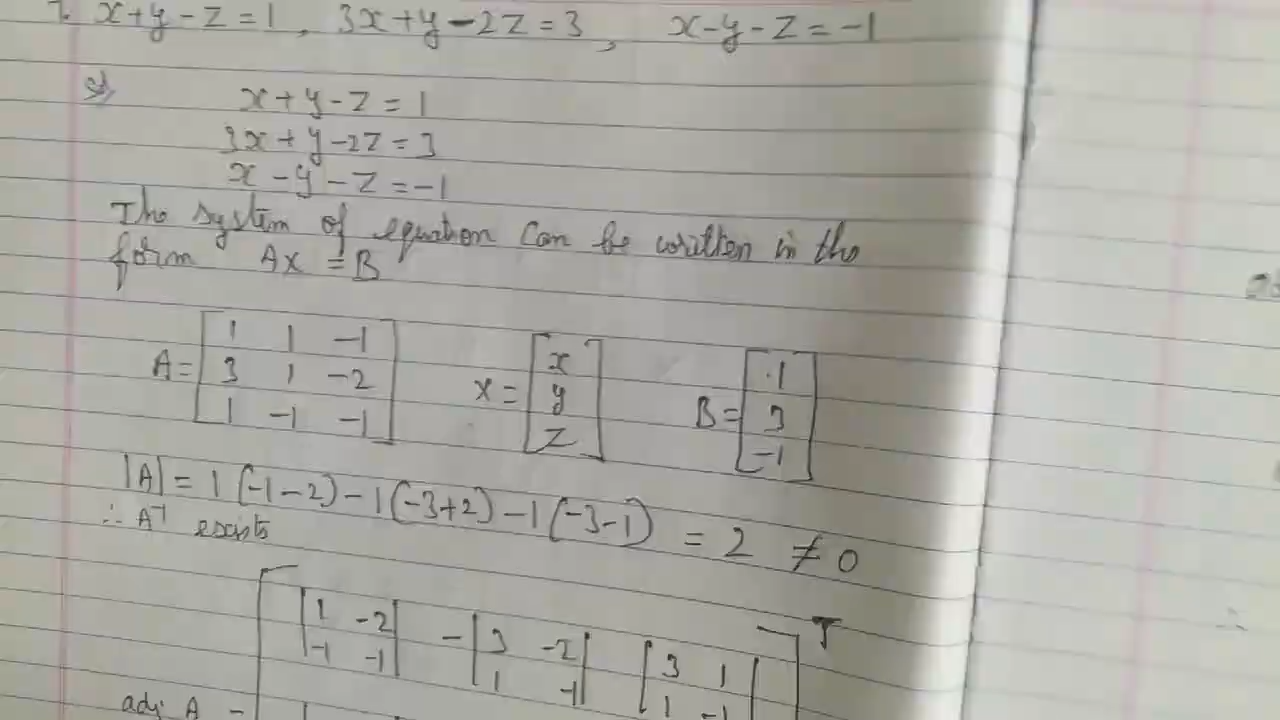 7. x+y-z=1, 3x+y-2z=3, x-y-z=-1
x+y-z=1
3x+y-2z=3
x-y-z=-1
The system of equation can be written in the
form AX=B
A=[1 1 -1; 3 1 -2; 1 -1 -1] X=[x; y; z] B=[1; 3; -1]
|A|=1(-1-2)-1(-3+2)-1(-3-1) = 2 ≠0
∴ A⁻¹ exists
[|1 -2; -1 -1| -|3 -2; 1 -1| |3 1; 1 -1|]ᵀ
adj A =